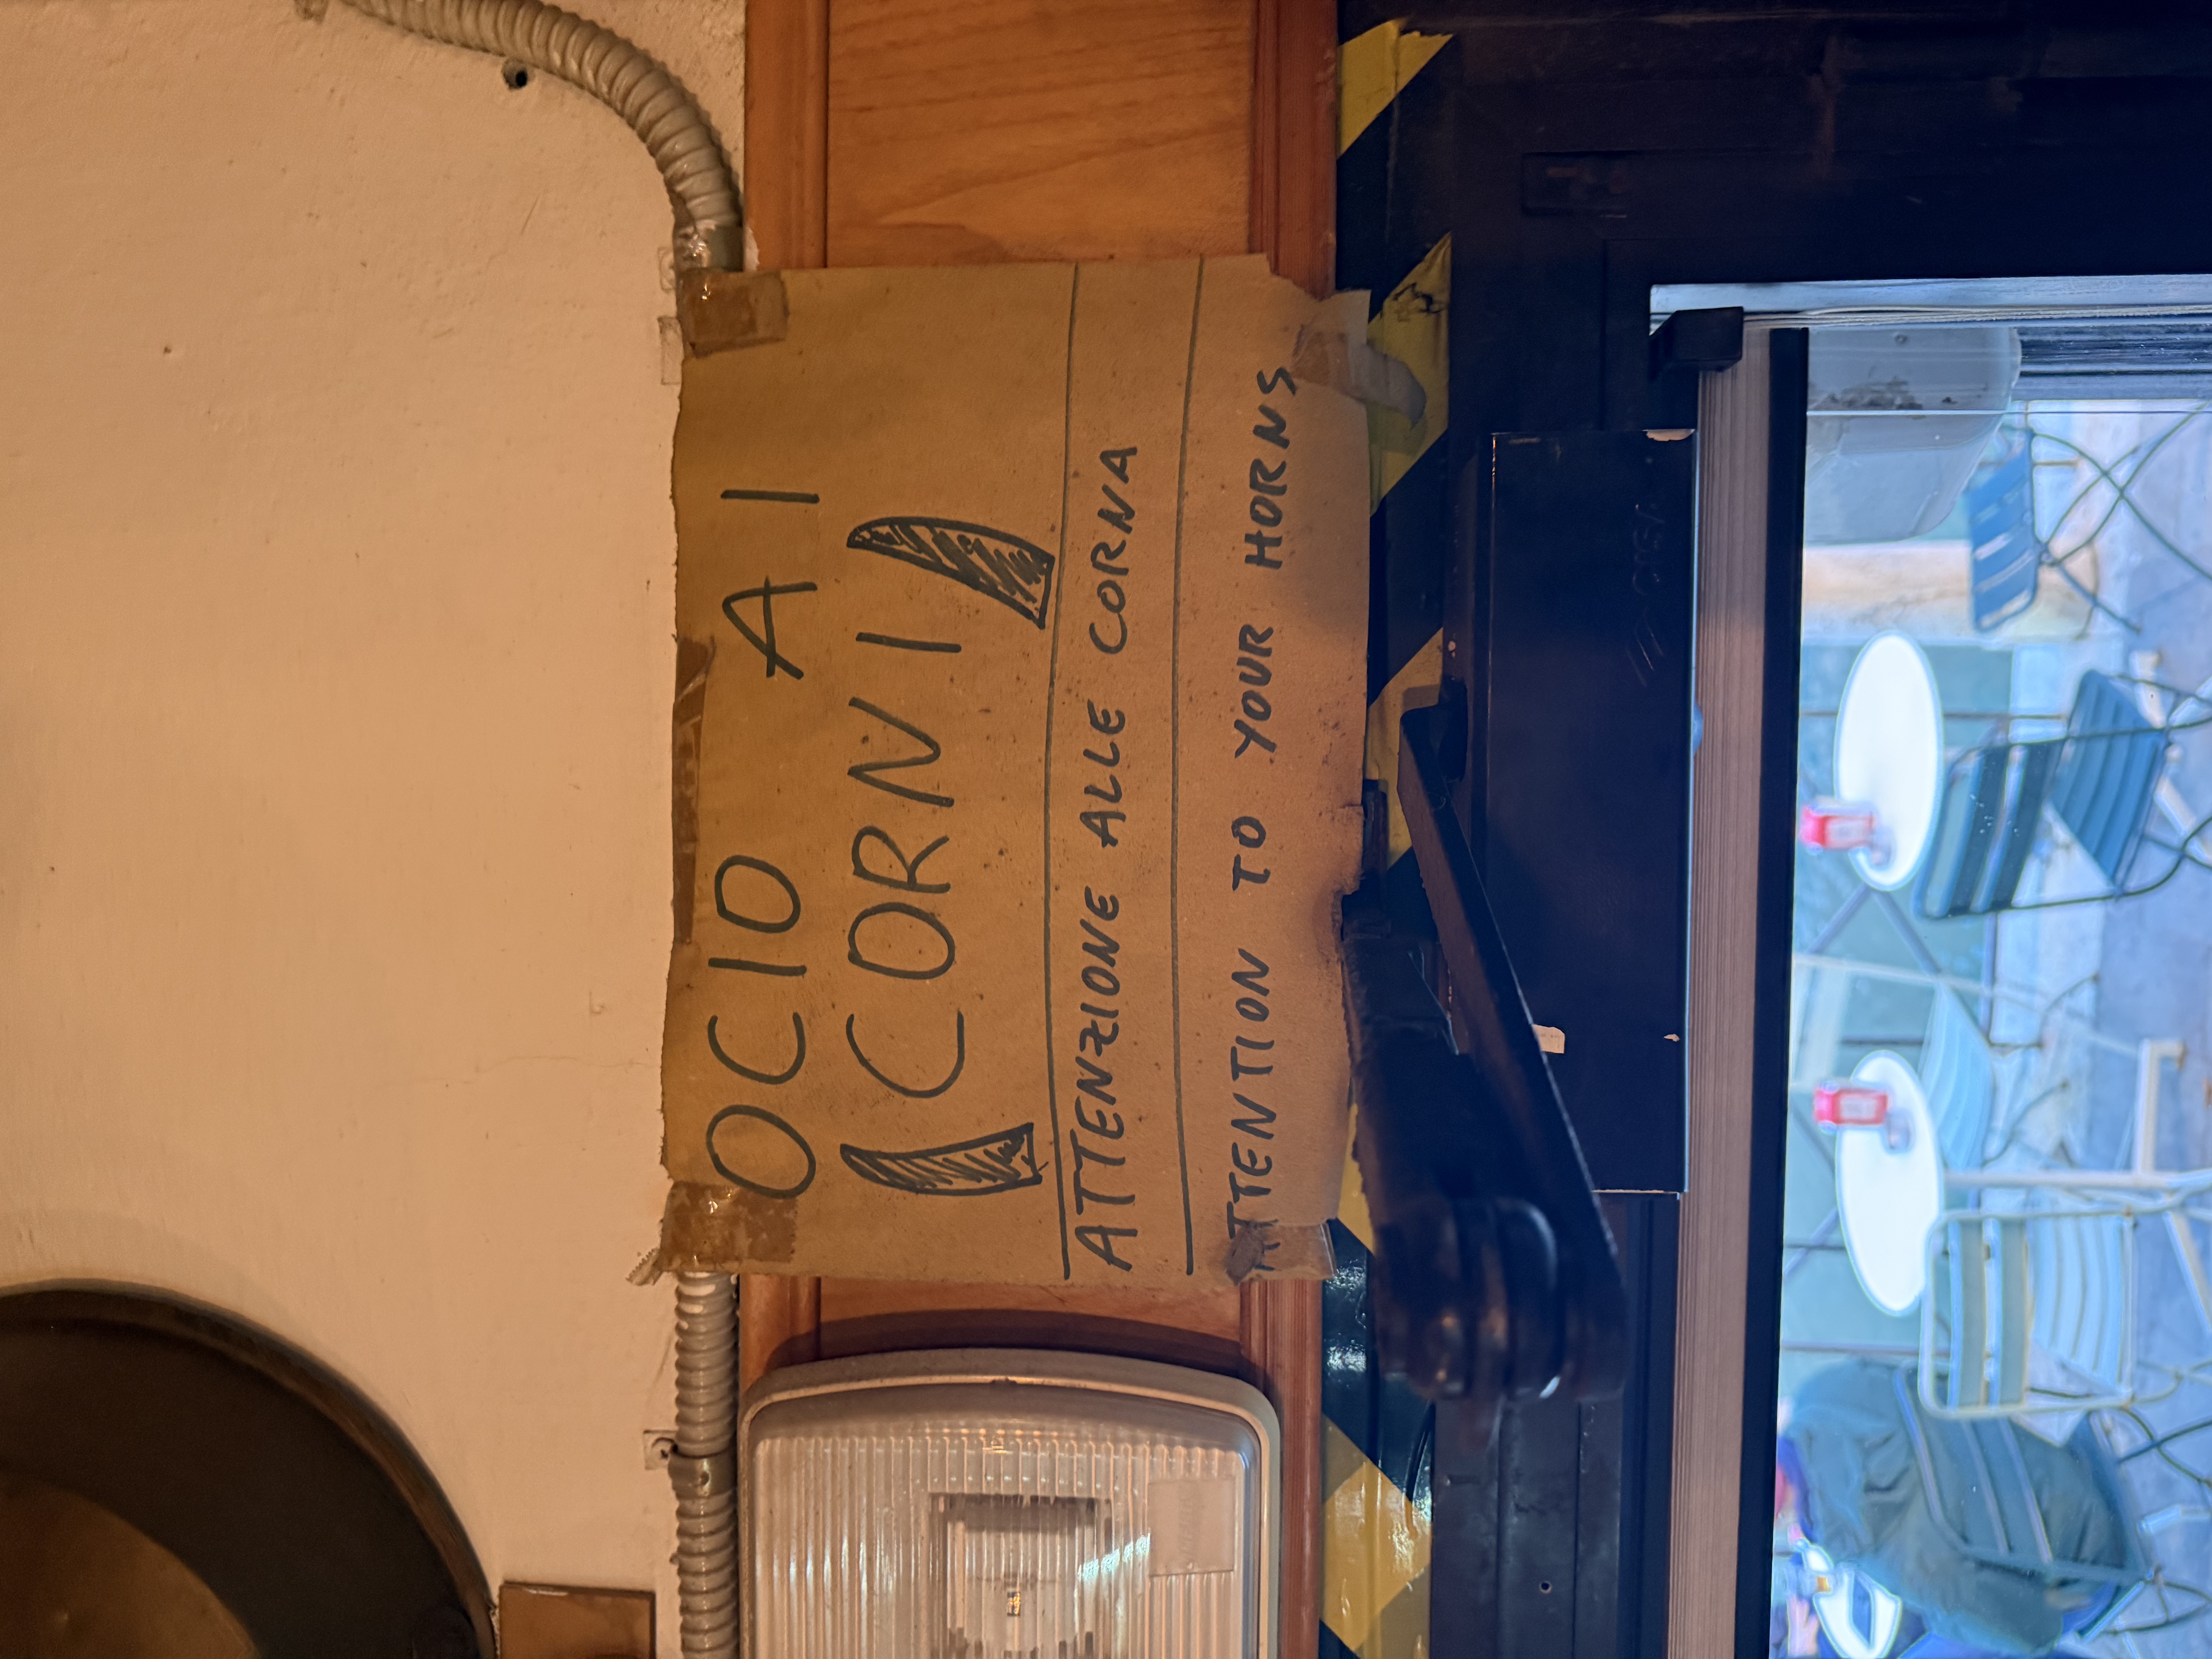 OCIO AI
CORNI
ATTENZIONE ALLE CORNA
ATTENTION TO YOUR HORNS